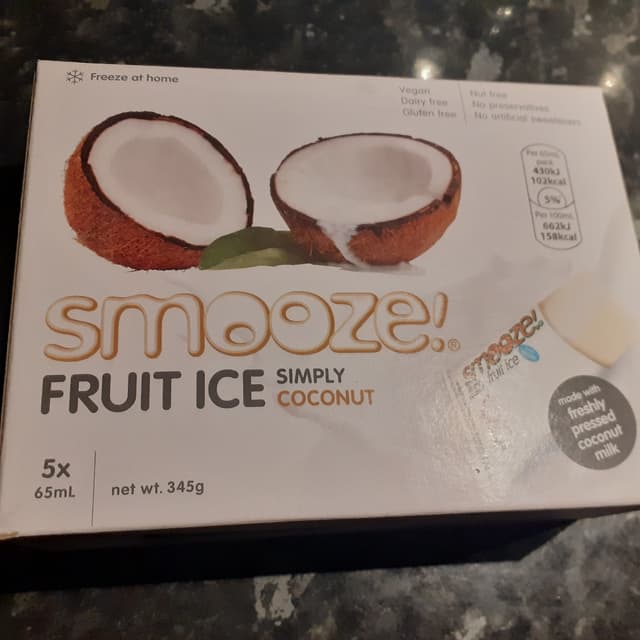 Freeze at home
Vegan
Dairy free
Gluten free
Nut free
No preservatives
No artificial sweeteners
Per 65mL
pack
430kJ
102kcal
5%
Per 100mL
662kJ
158kcal
smooze!®
FRUIT ICE
SIMPLY
COCONUT
smooze!
fruit ice
made with
freshly
pressed
coconut
milk
5x
65mL
net wt. 345g